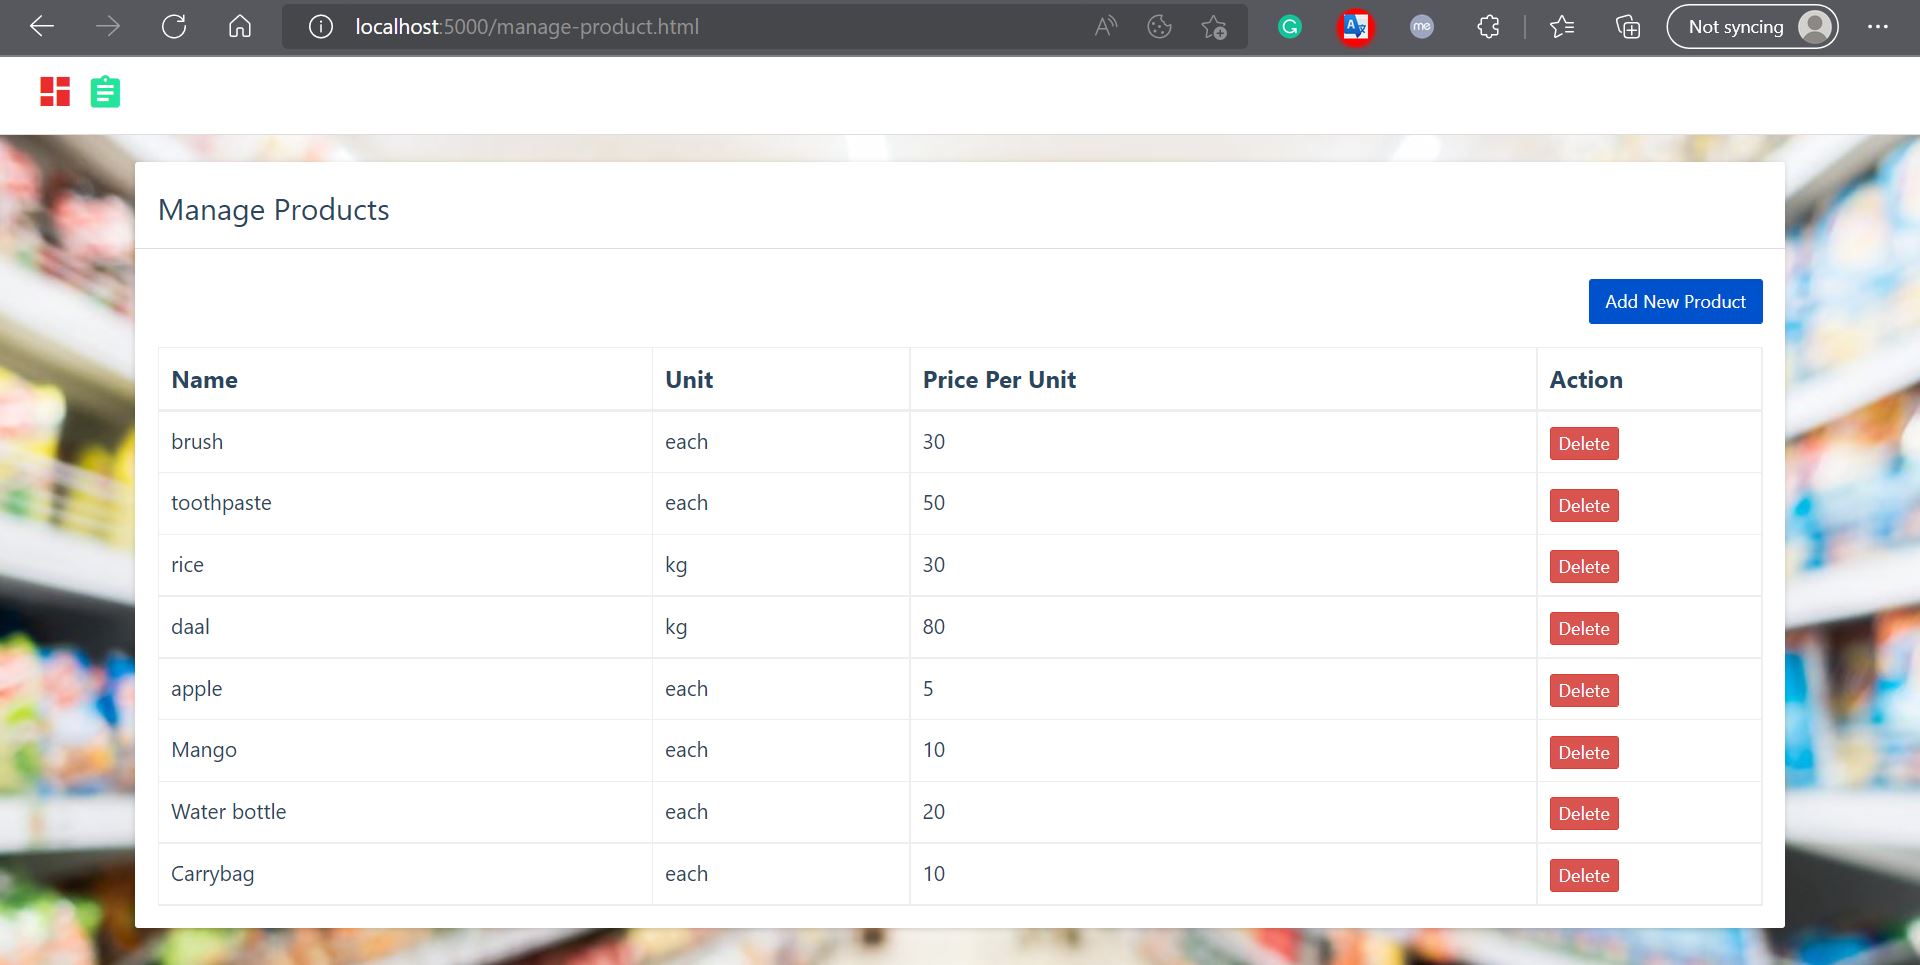 localhost:5000/manage-product.html
Not syncing
Manage Products
Add New Product
Name Unit Price Per Unit Action
brush each 30 Delete
toothpaste each 50 Delete
rice kg 30 Delete
daal kg 80 Delete
apple each 5 Delete
Mango each 10 Delete
Water bottle each 20 Delete
Carrybag each 10 Delete